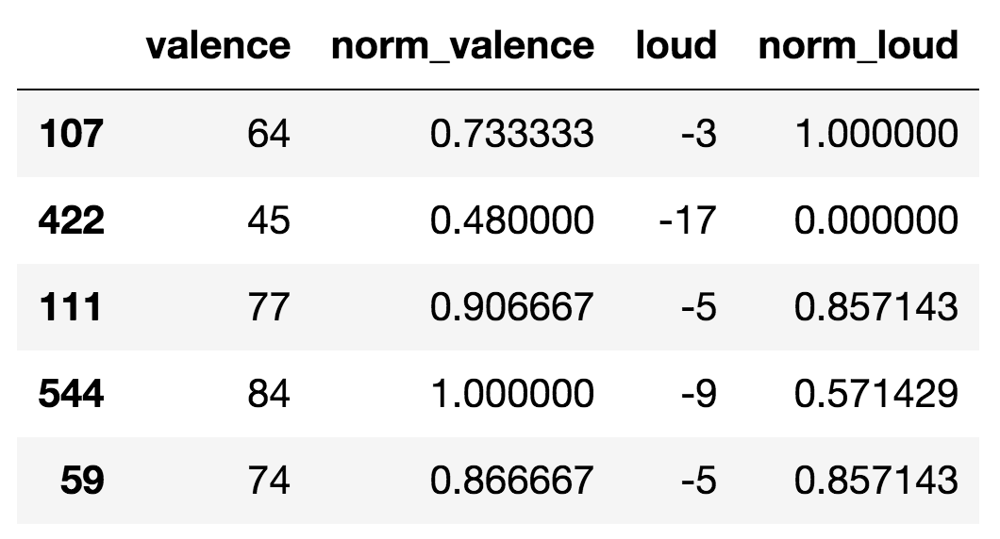 valence norm_valence loud norm_loud
107 64 0.733333 -3 1.000000
422 45 0.480000 -17 0.000000
111 77 0.906667 -5 0.857143
544 84 1.000000 -9 0.571429
59 74 0.866667 -5 0.857143